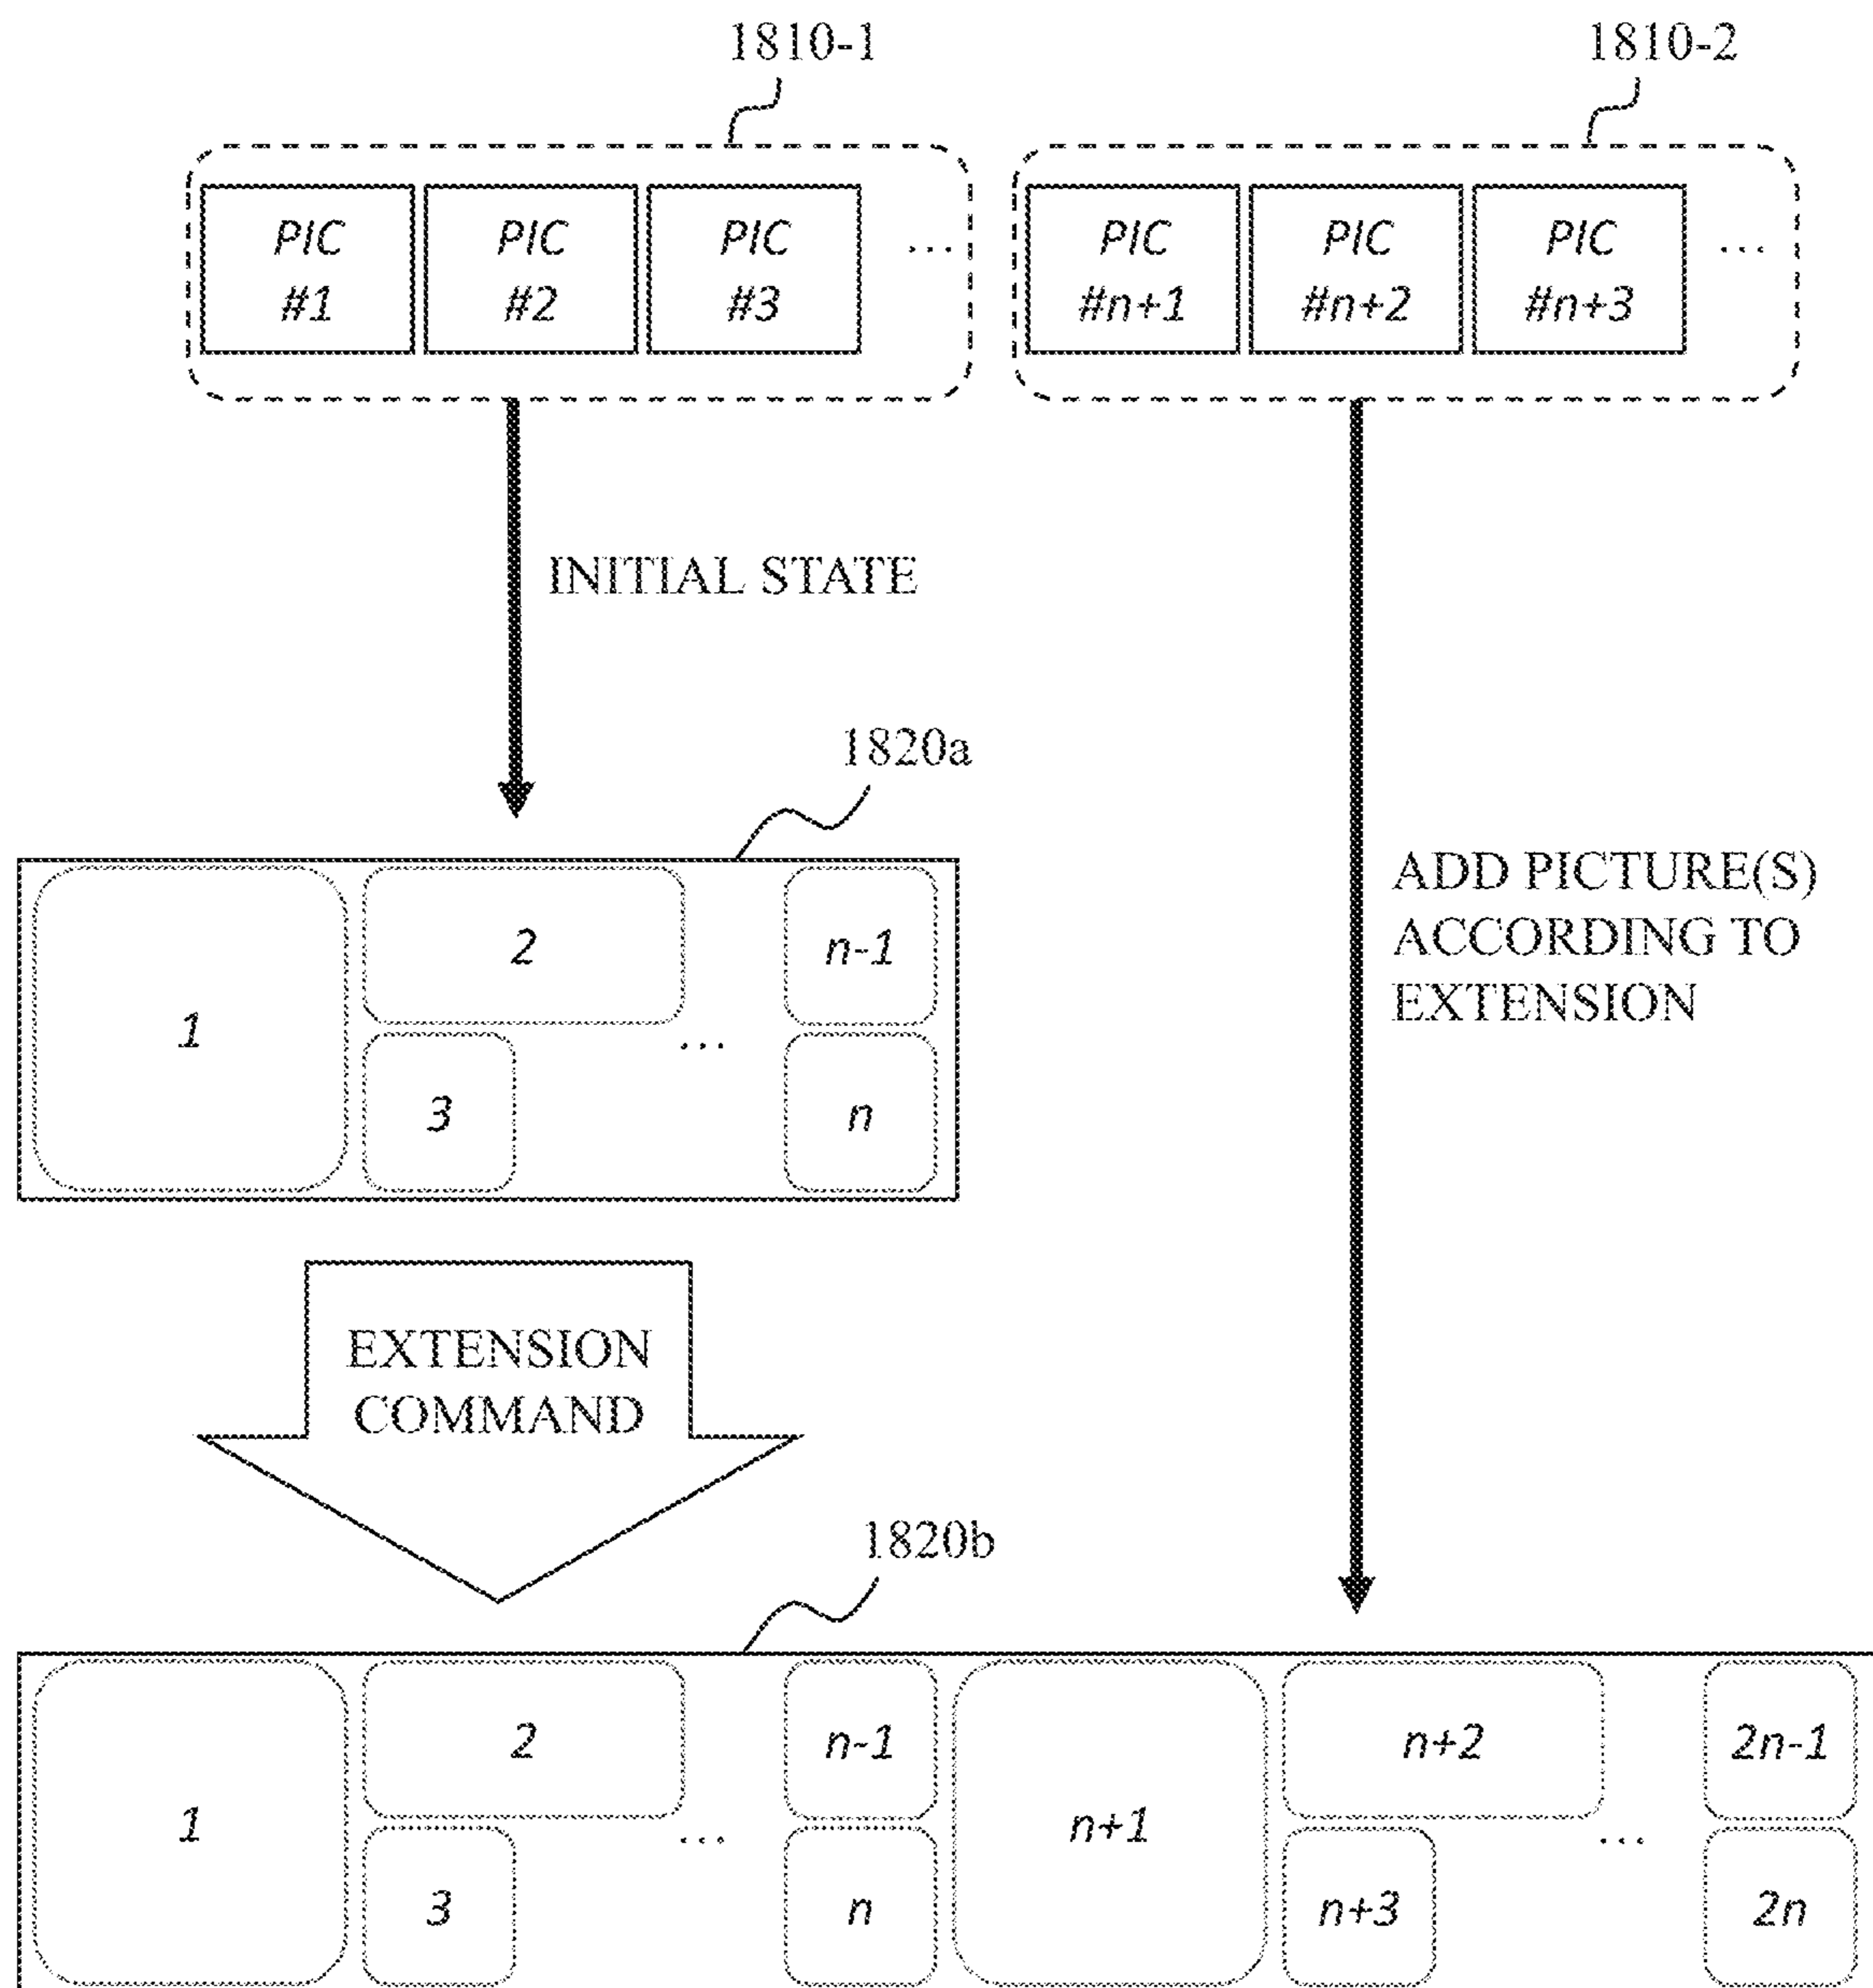 1810-1
1810-2
PIC #1
PIC #2
PIC #3
...
PIC #n+1
PIC #n+2
PIC #n+3
...
INITIAL STATE
1820a
1
2
3
...
n-1
n
ADD PICTURE(S)
ACCORDING TO
EXTENSION
EXTENSION
COMMAND
1820b
1
2
3
...
n-1
n
n+1
n+2
n+3
...
2n-1
2n